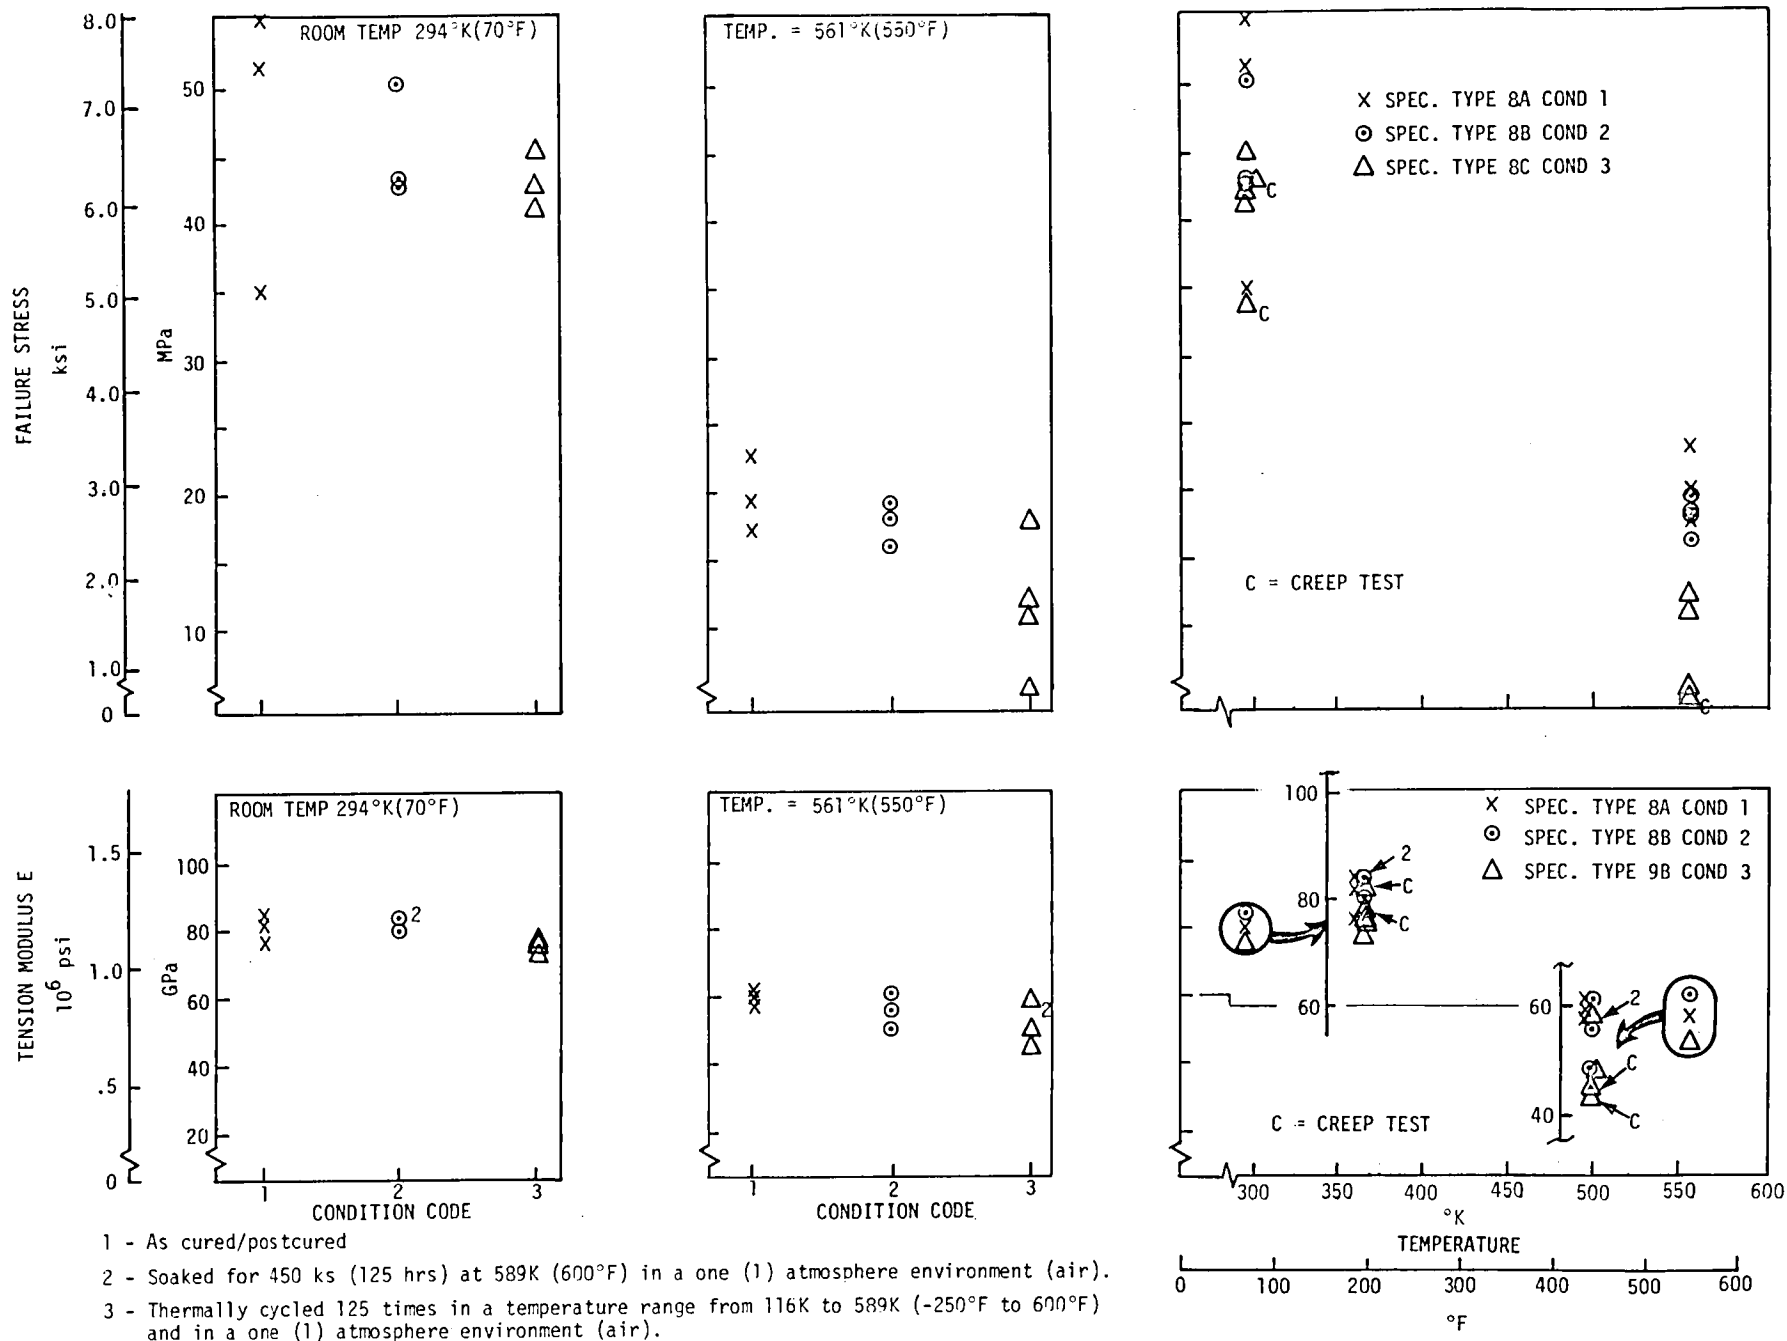 ROOM TEMP 294°K(70°F)
TEMP. = 561°K(550°F)
8.0
7.0
6.0
5.0
4.0
3.0
2.0
1.0
0
FAILURE STRESS
ksi
50
40
30
20
10
MPa
X SPEC. TYPE 8A COND 1
⊙ SPEC. TYPE 8B COND 2
△ SPEC. TYPE 8C COND 3
C
C
C = CREEP TEST
C
ROOM TEMP 294°K(70°F)
TEMP. = 561°K(550°F)
1.5
1.0
.5
0
TENSION MODULUS E
10⁶ psi
100
80
60
40
20
GPa
2
2
X SPEC. TYPE 8A COND 1
⊙ SPEC. TYPE 8B COND 2
△ SPEC. TYPE 9B COND 3
100
80
60
2
C
C
60
40
2
C
C
C = CREEP TEST
1 2 3
CONDITION CODE
1 2 3
CONDITION CODE
300 350 400 450 500 550 600
°K
TEMPERATURE
0 100 200 300 400 500 600
°F
1 - As cured/postcured
2 - Soaked for 450 ks (125 hrs) at 589K (600°F) in a one (1) atmosphere environment (air).
3 - Thermally cycled 125 times in a temperature range from 116K to 589K (-250°F to 600°F)
and in a one (1) atmosphere environment (air).